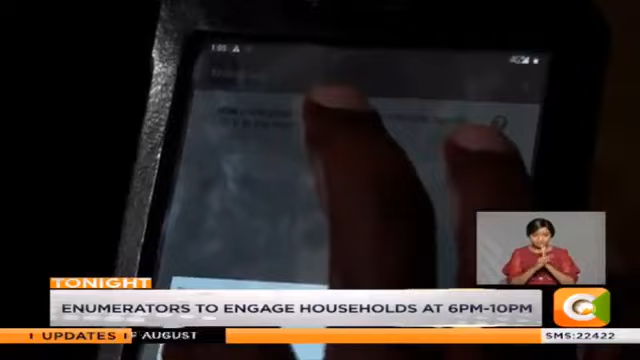 TONIGHT
ENUMERATORS TO ENGAGE HOUSEHOLDS AT 6PM-10PM
C
UPDATES
F AUGUST
SMS:22422